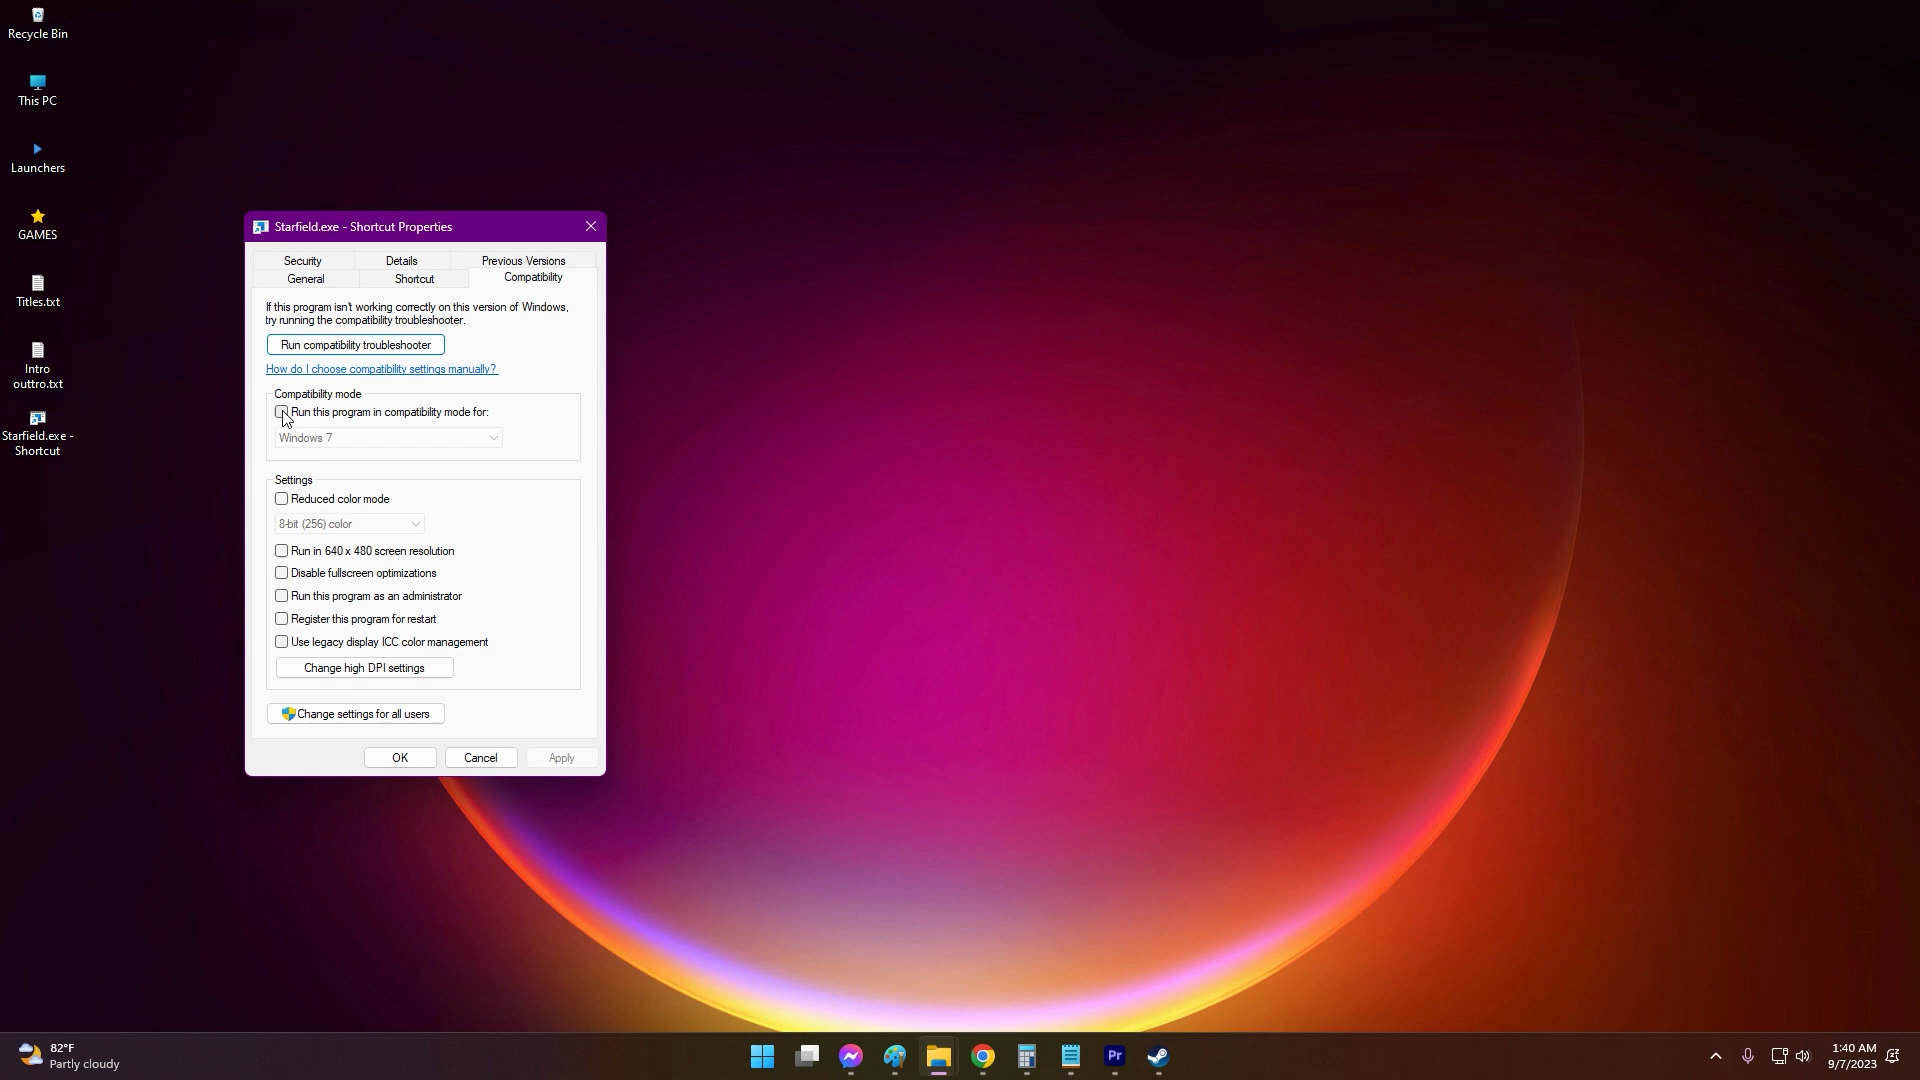 Recycle Bin
This PC
Launchers
GAMES
Titles.txt
Intro
outtro.txt
Starfield.exe -
Shortcut
Starfield.exe - Shortcut Properties
Security
Details
Previous Versions
General
Shortcut
Compatibility
If this program isn't working correctly on this version of Windows,
try running the compatibility troubleshooter.
Run compatibility troubleshooter
How do I choose compatibility settings manually?
Compatibility mode
Run this program in compatibility mode for:
Windows 7
Settings
Reduced color mode
8-bit (256) color
Run in 640 x 480 screen resolution
Disable fullscreen optimizations
Run this program as an administrator
Register this program for restart
Use legacy display ICC color management
Change high DPI settings
Change settings for all users
OK
Cancel
Apply
82°F
Partly cloudy
Pr
1:40 AM
9/7/2023